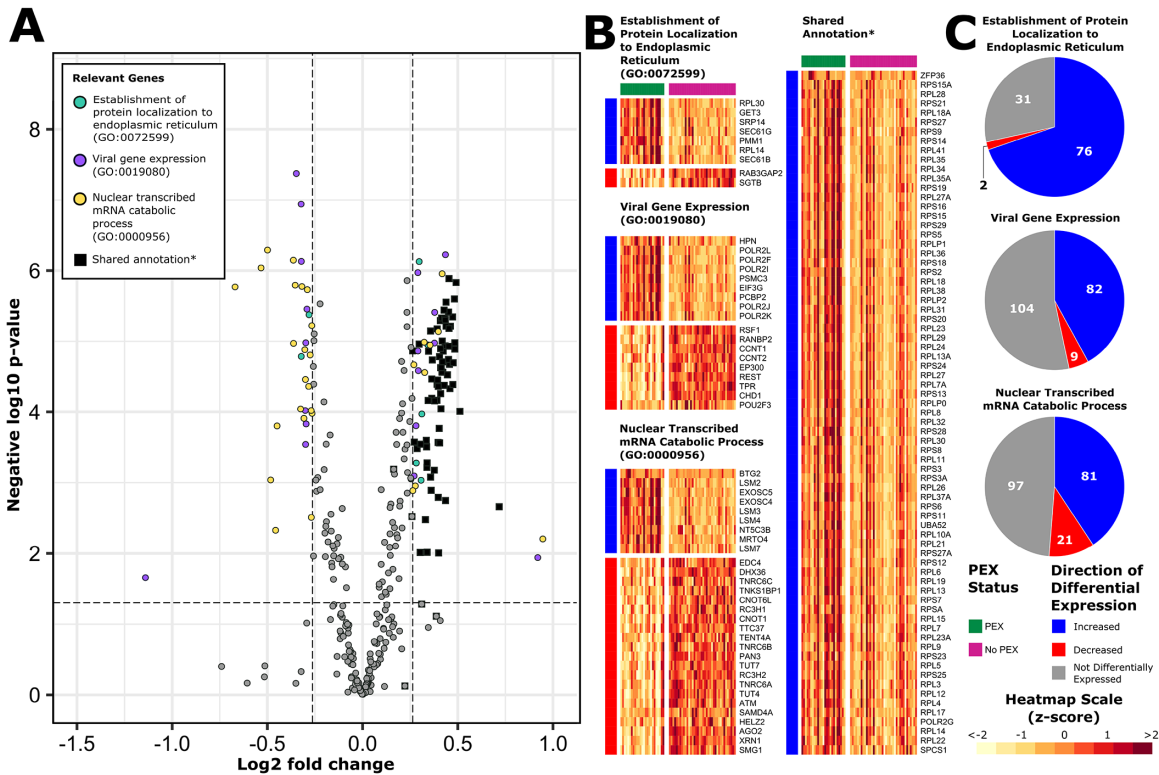 A
Relevant Genes
Establishment of
protein localization to
endoplasmic reticulum
(GO:0072599)
Viral gene expression
(GO:0019080)
Nuclear transcribed
mRNA catabolic
process
(GO:0000956)
Shared annotation*
8
6
4
2
0
-1.5
-1.0
-0.5
0.0
0.5
1.0
Negative log10 p-value
Log2 fold change
B
Establishment of
Protein Localization
to Endoplasmic
Reticulum
(GO:0072599)
RPL30
GET3
SRP14
SEC61G
PMM1
RPL14
SEC61B
RAB3GAP2
SGTB
Viral Gene Expression
(GO:0019080)
HPN
POLR2L
POLR2F
POLR2I
PSMC3
EIF3G
PCBP2
POLR2J
POLR2K
RSF1
RANBP2
CCNT1
CCNT2
EP300
REST
TPR
CHD1
POU2F3
Nuclear Transcribed
mRNA Catabolic Process
(GO:0000956)
BTG2
LSM2
EXOSC5
EXOSC4
LSM3
LSM4
NT5C3B
MRTO4
LSM7
EDC4
DHX36
TNRC6C
TNKS1BP1
CNOT6L
RC3H1
CNOT1
TTC37
TENT4A
TNRC6B
PAN3
TUT7
RC3H2
TNRC6A
TUT4
ATM
SAMD4A
HELZ2
AGO2
XRN1
SMG1
Shared
Annotation*
ZFP36
RPS15A
RPL28
RPS21
RPL18A
RPS27
RPS9
RPS14
RPL41
RPL35
RPL34
RPL35A
RPS19
RPL27A
RPS16
RPS15
RPS29
RPS5
RPLP1
RPL36
RPS18
RPS2
RPL18
RPL38
RPLP2
RPL31
RPS20
RPL23
RPL29
RPL24
RPL13A
RPS24
RPL27
RPL7A
RPS13
RPLP0
RPL8
RPL32
RPS28
RPL30
RPS8
RPL11
RPS3
RPS3A
RPL26
RPL37A
RPS6
RPS11
UBA52
RPL10A
RPL21
RPS27A
RPS12
RPL6
RPL19
RPL13
RPS7
RPSA
RPL15
RPL7
RPL23A
RPL9
RPS23
RPL5
RPS25
RPL3
RPL12
RPL4
RPL17
POLR2G
RPL14
RPL22
SPCS1
C
Establishment of Protein
Localization to
Endoplasmic Reticulum
31
76
2
Viral Gene Expression
104
82
9
Nuclear Transcribed
mRNA Catabolic Process
97
81
21
PEX
Status
PEX
No PEX
Direction of
Differential
Expression
Increased
Decreased
Not Differentially
Expressed
Heatmap Scale
(z-score)
<-2 -1 0 1 >2